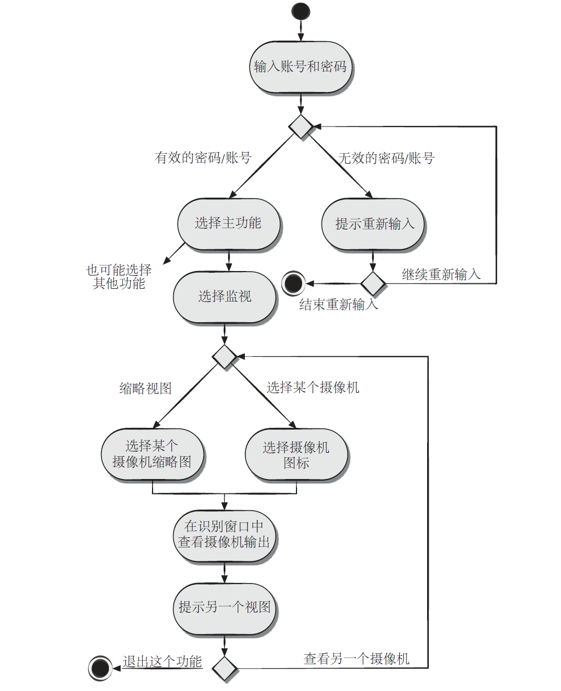 输入账号和密码
有效的密码/账号
无效的密码/账号
选择主功能
提示重新输入
也可能选择
其他功能
继续重新输入
选择监视
结束重新输入
缩略视图
选择某个摄像机
选择某个
摄像机缩略图
选择摄像机
图标
在识别窗口中
查看摄像机输出
提示另一个视图
退出这个功能
查看另一个摄像机